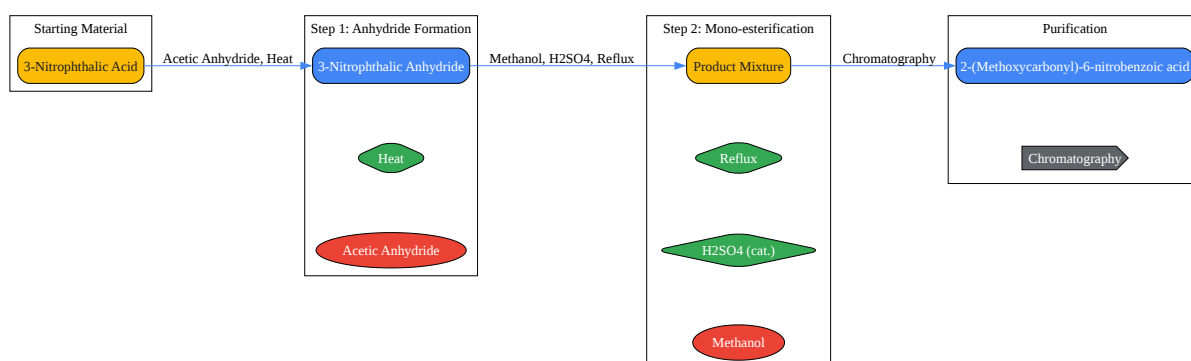 Starting Material
3-Nitrophthalic Acid
Acetic Anhydride, Heat
Step 1: Anhydride Formation
3-Nitrophthalic Anhydride
Heat
Acetic Anhydride
Methanol, H2SO4, Reflux
Step 2: Mono-esterification
Product Mixture
Reflux
H2SO4 (cat.)
Methanol
Chromatography
Purification
2-(Methoxycarbonyl)-6-nitrobenzoic acid
Chromatography